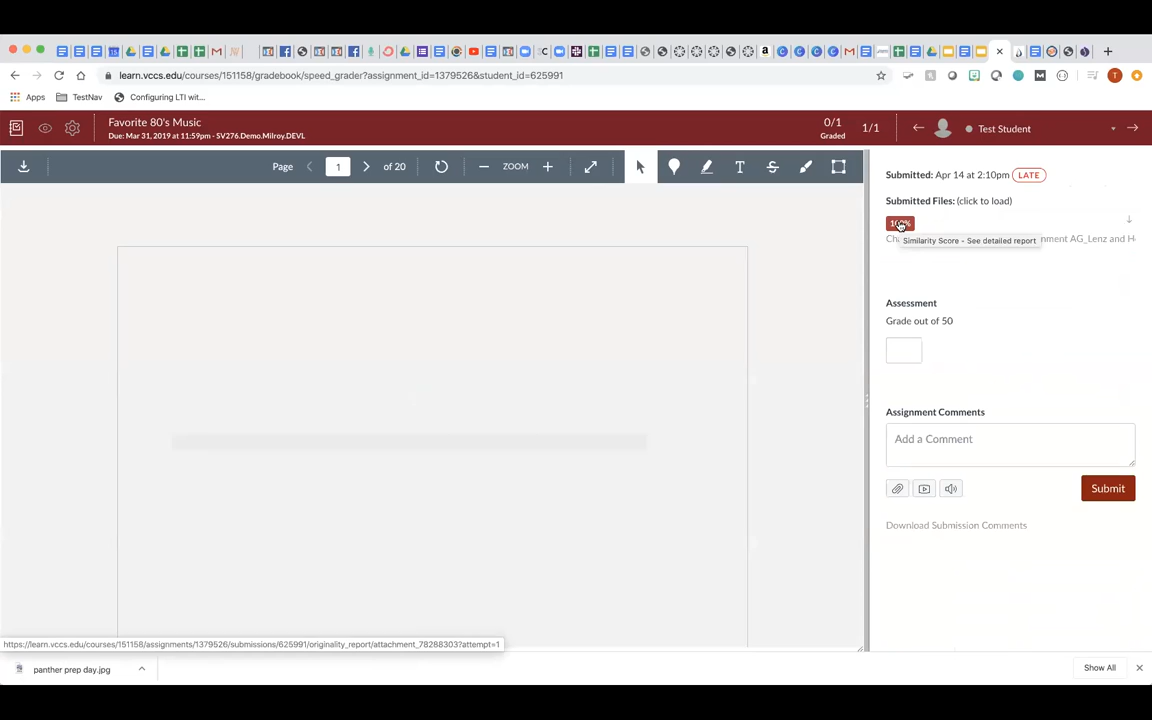 learn.vccs.edu/courses/151158/gradebook/speed_grader?assignment_id=1379526&student_id=625991
Apps TestNav Configuring LTI wit...
Favorite 80's Music
Due: Mar 31, 2019 at 11:59pm - SV276.Demo.Milroy.DEVL
0/1
Graded
1/1
Test Student
Page 1 of 20 ZOOM
Submitted: Apr 14 at 2:10pm LATE
Submitted Files: (click to load)
Similarity Score - See detailed report
AG_Lenz and H
Assessment
Grade out of 50
Assignment Comments
Add a Comment
Submit
Download Submission Comments
https://learn.vccs.edu/courses/151158/assignments/1379526/submissions/625991/originality_report/attachment_78288303?attempt=1
panther prep day.jpg
Show All